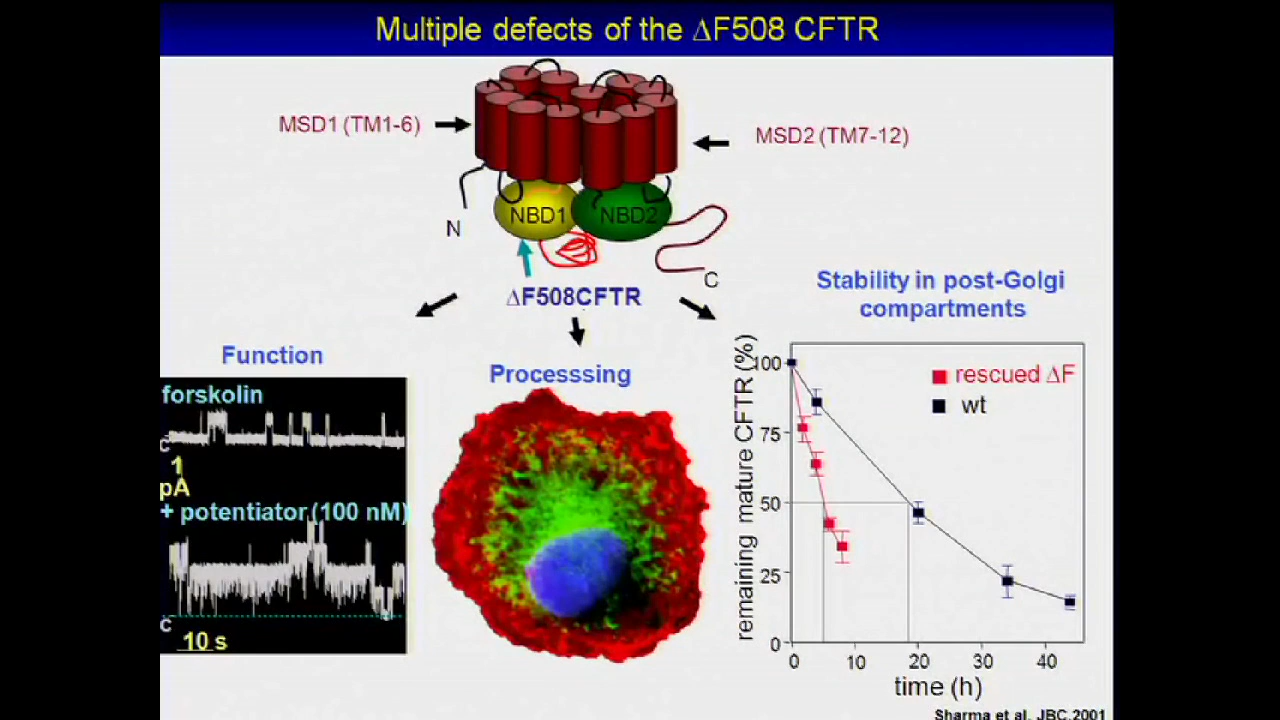 Multiple defects of the ΔF508 CFTR
MSD1 (TM1-6)
MSD2 (TM7-12)
NBD1
NBD2
N
C
ΔF508CFTR
Function
forskolin
c
1
pA
+ potentiator (100 nM)
c
10 s
Processsing
Stability in post-Golgi
compartments
remaining mature CFTR (%)
100
75
50
25
0
rescued ΔF
wt
0
10
20
30
40
time (h)
Sharma et al. JBC.2001